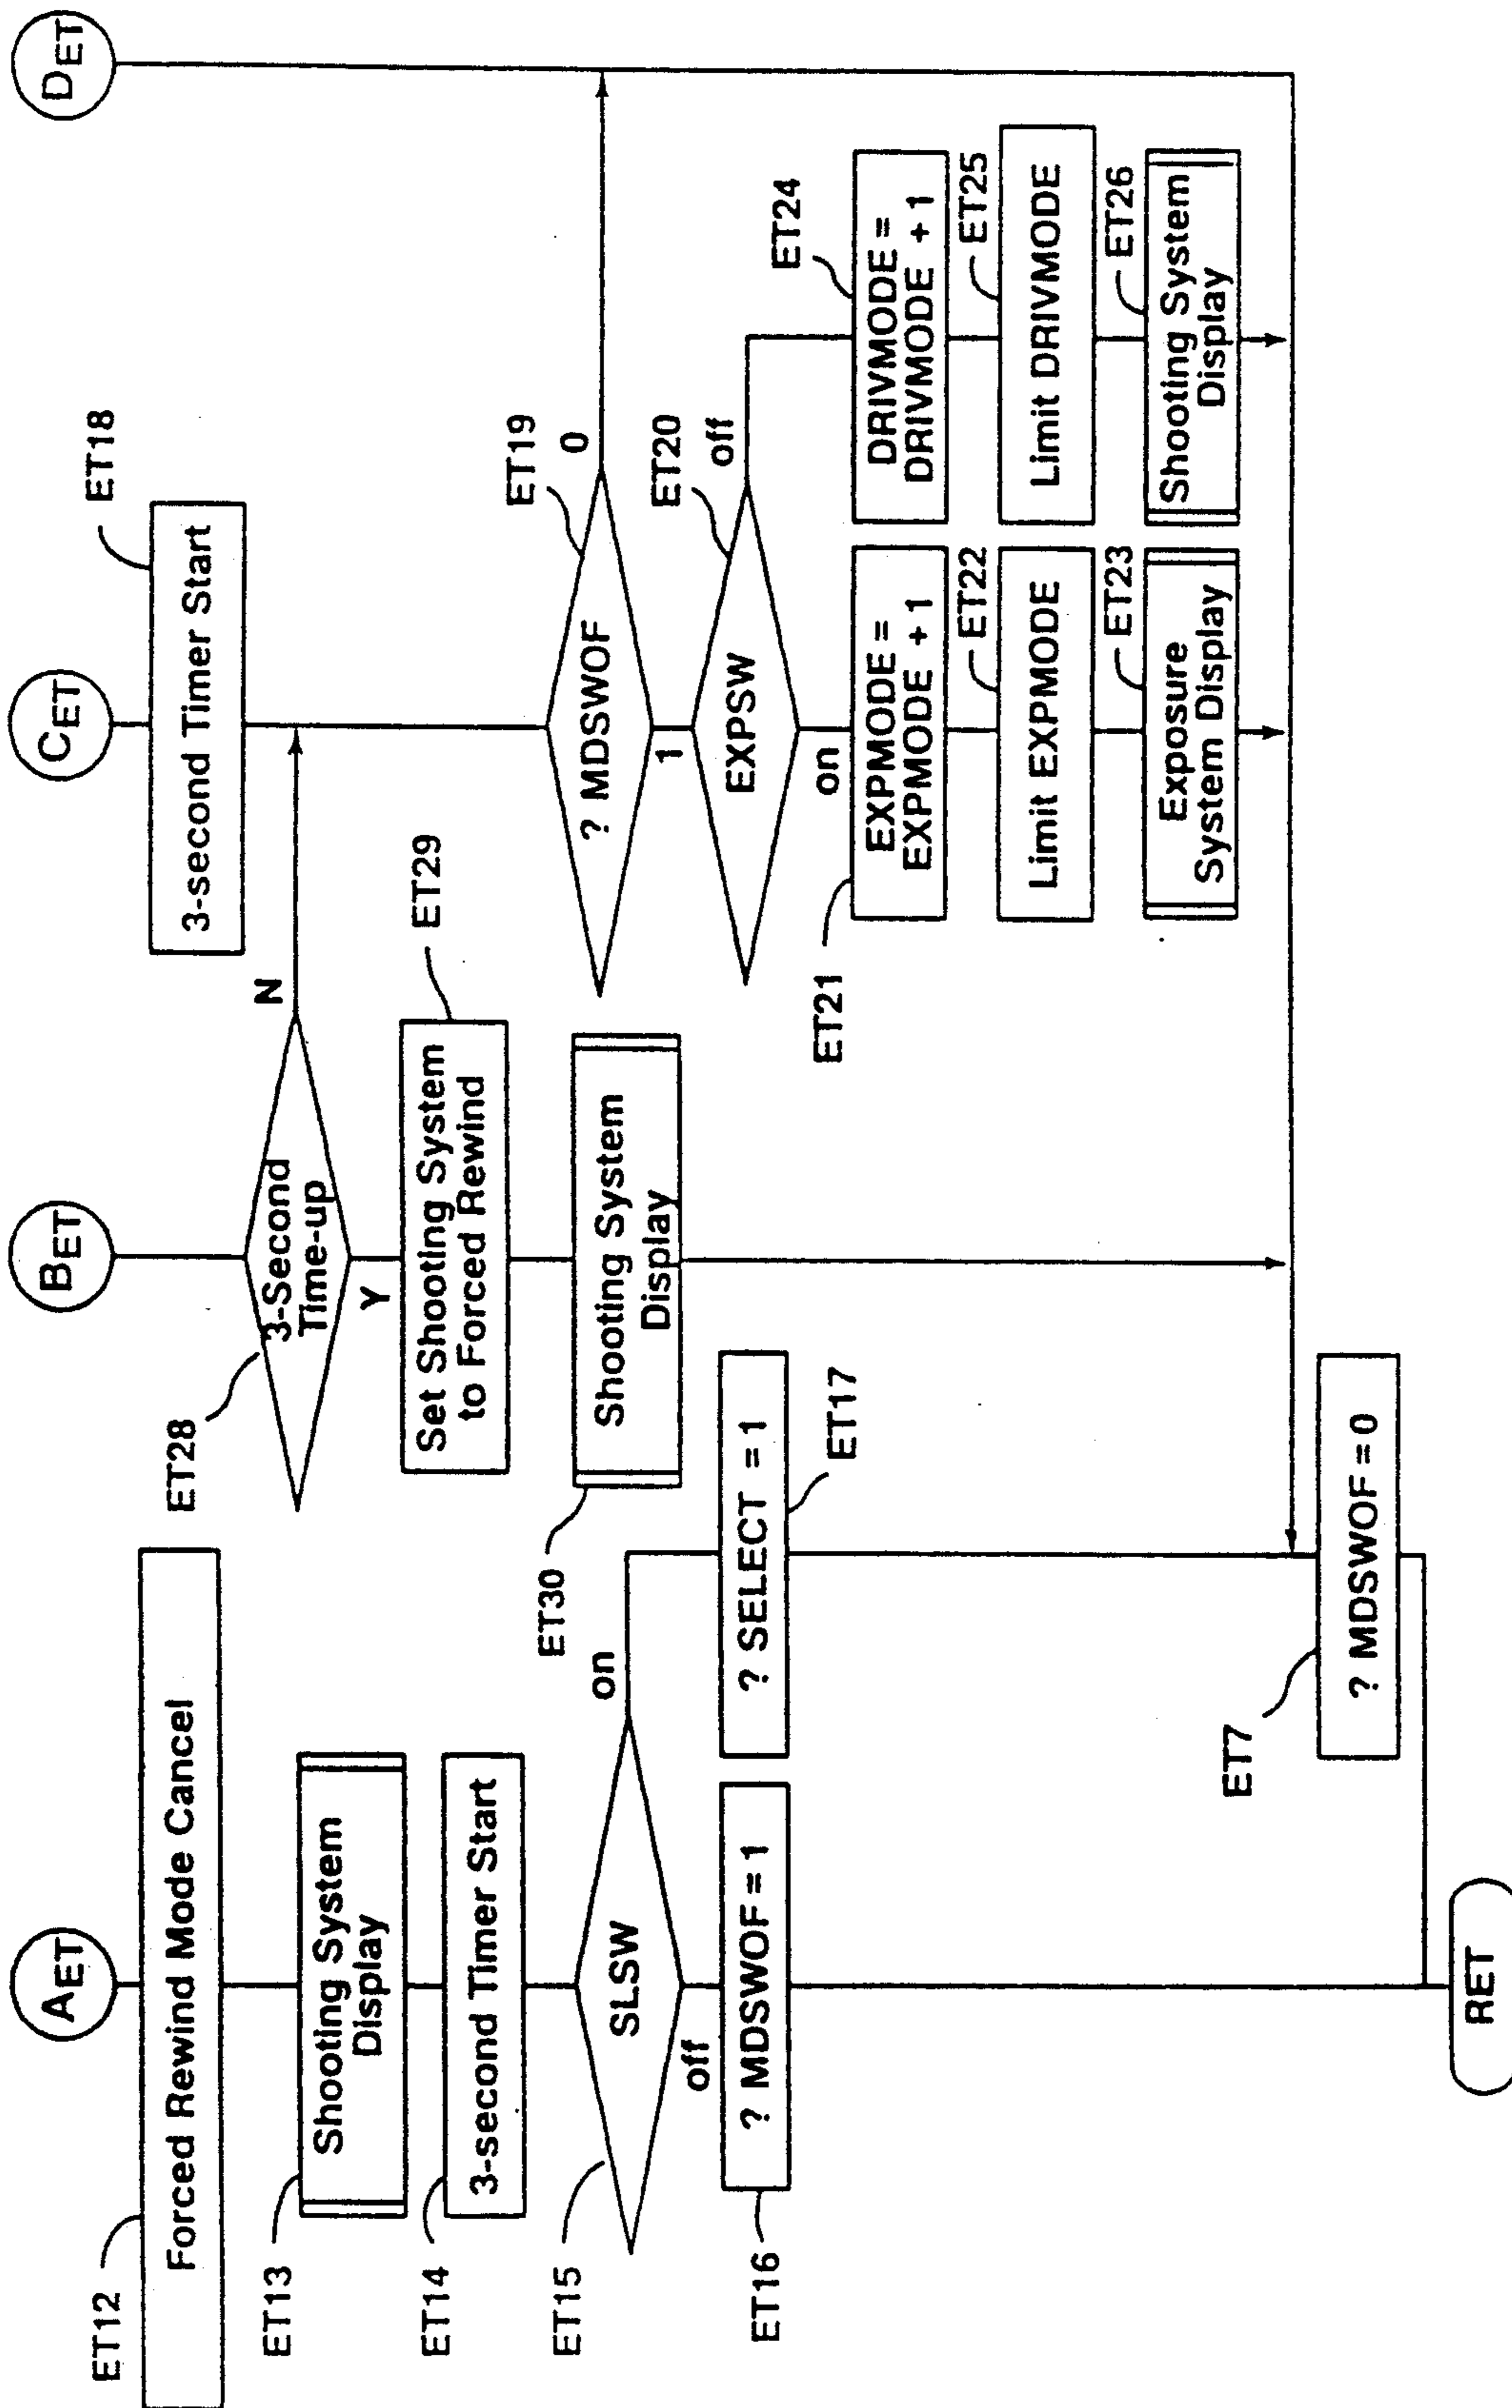 AET
ET12
Forced Rewind Mode Cancel
ET13
Shooting System
Display
ET14
3-second Timer Start
ET15
SLSW
on
off
ET16
? MDSWOF = 1
? SELECT = 1
ET17
ET7
? MDSWOF = 0
RET
BET
ET28
3-Second
Time-up
N
Y
ET29
Set Shooting System
to Forced Rewind
ET30
Shooting System
Display
CET
ET18
3-second Timer Start
ET19
? MDSWOF
0
1
ET20
EXPSW
off
on
ET21
EXPMODE =
EXPMODE + 1
ET22
Limit EXPMODE
ET23
Exposure
System Display
ET24
DRIVMODE =
DRIVMODE + 1
ET25
Limit DRIVMODE
ET26
Shooting System
Display
DET